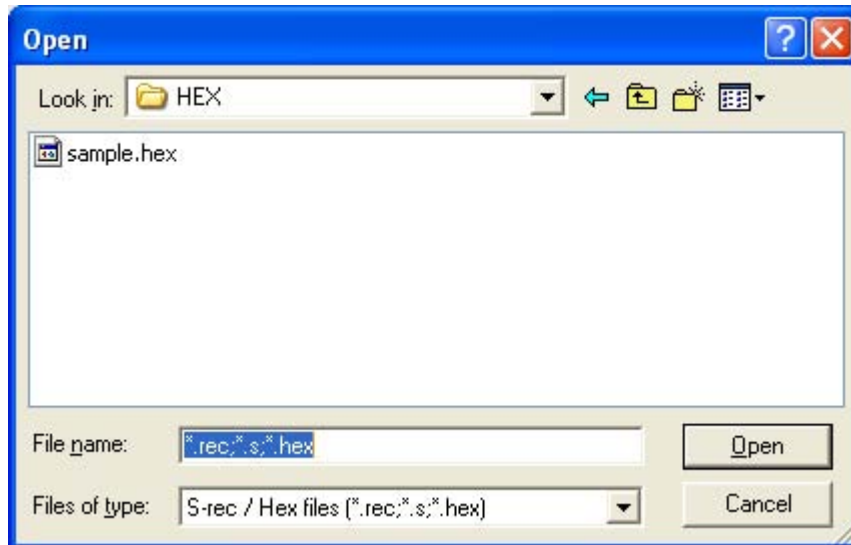 Open
Look in: HEX
sample.hex
File name: *.rec;*.s;*.hex Open
Files of type: S-rec / Hex files (*.rec;*.s;*.hex) Cancel